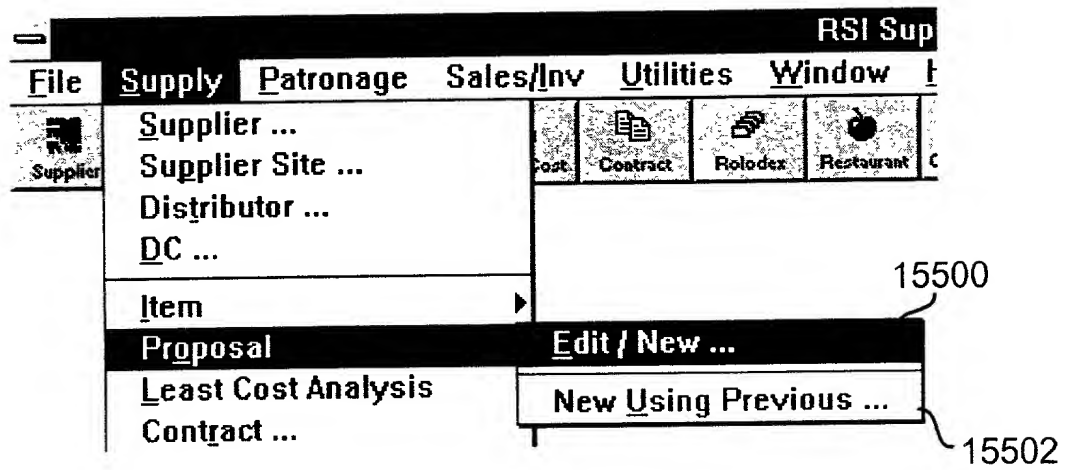 RSI Sup
File Supply Patronage Sales/Inv Utilities Window
Supplier Cost Contract Rolodex Restaurant
Supplier ...
Supplier Site ...
Distributor ...
DC ...
Item
Proposal
Least Cost Analysis
Contract ...
15500
Edit / New ...
New Using Previous ...
15502